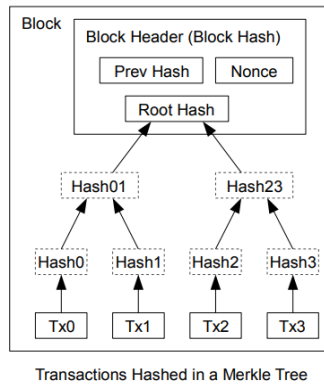 Block
Block Header (Block Hash)
Prev Hash
Nonce
Root Hash
Hash01
Hash23
Hash0
Hash1
Hash2
Hash3
Tx0
Tx1
Tx2
Tx3
Transactions Hashed in a Merkle Tree